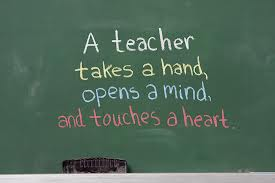 A teacher
takes a hand,
opens a mind,
and touches a heart.